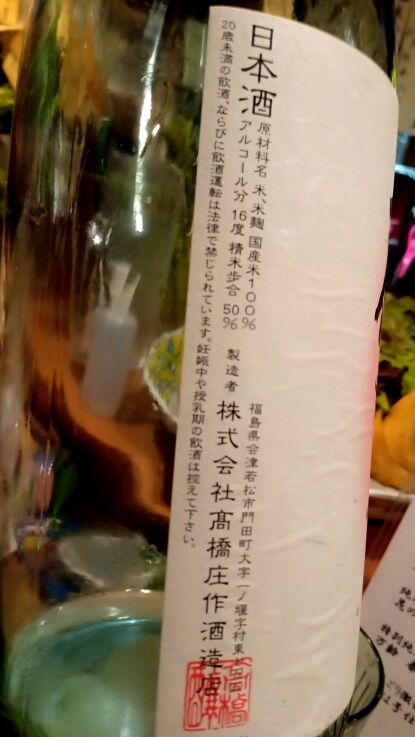 日本酒
原材料名 米、米麹 国産米100%
アルコール分 16度 精米歩合 50%
20歳未満の飲酒、ならびに飲酒運転は法律で禁じられています。妊娠中や授乳期の飲酒は控えて下さい。
福島県会津若松市門田町大字一ノ堰字村東
製造者 株式会社髙橋庄作酒造店
特別純